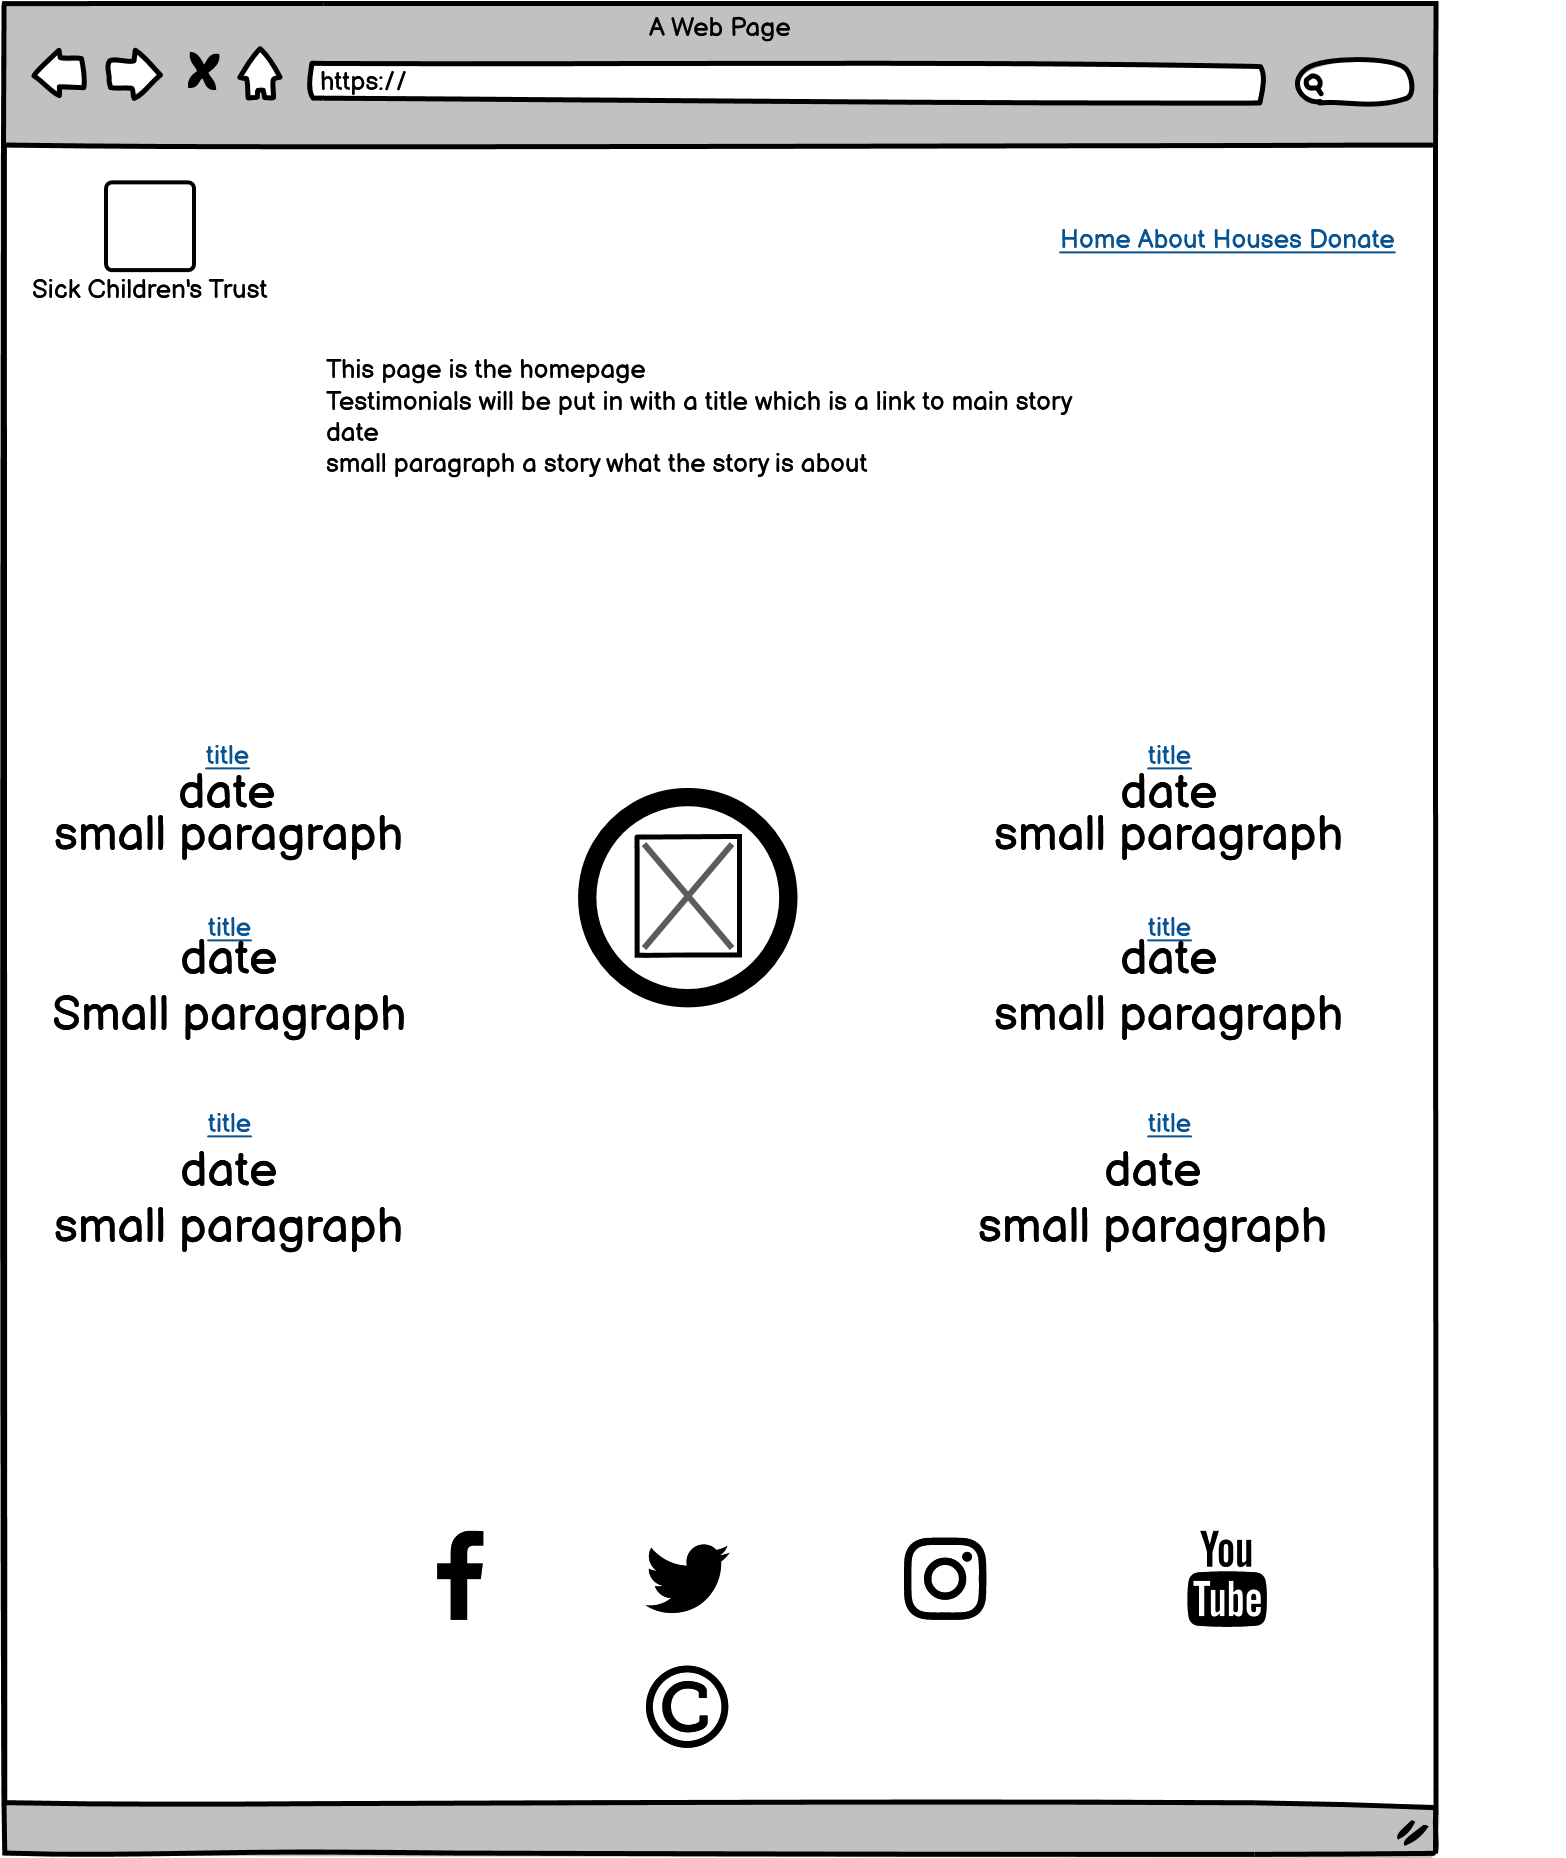 A Web Page
https://
Home About Houses Donate
Sick Children's Trust
This page is the homepage
Testimonials will be put in with a title which is a link to main story
date
small paragraph a story what the story is about
title
date
small paragraph
title
date
Small paragraph
title
date
small paragraph
title
date
small paragraph
title
date
small paragraph
title
date
small paragraph
You
Tube
©